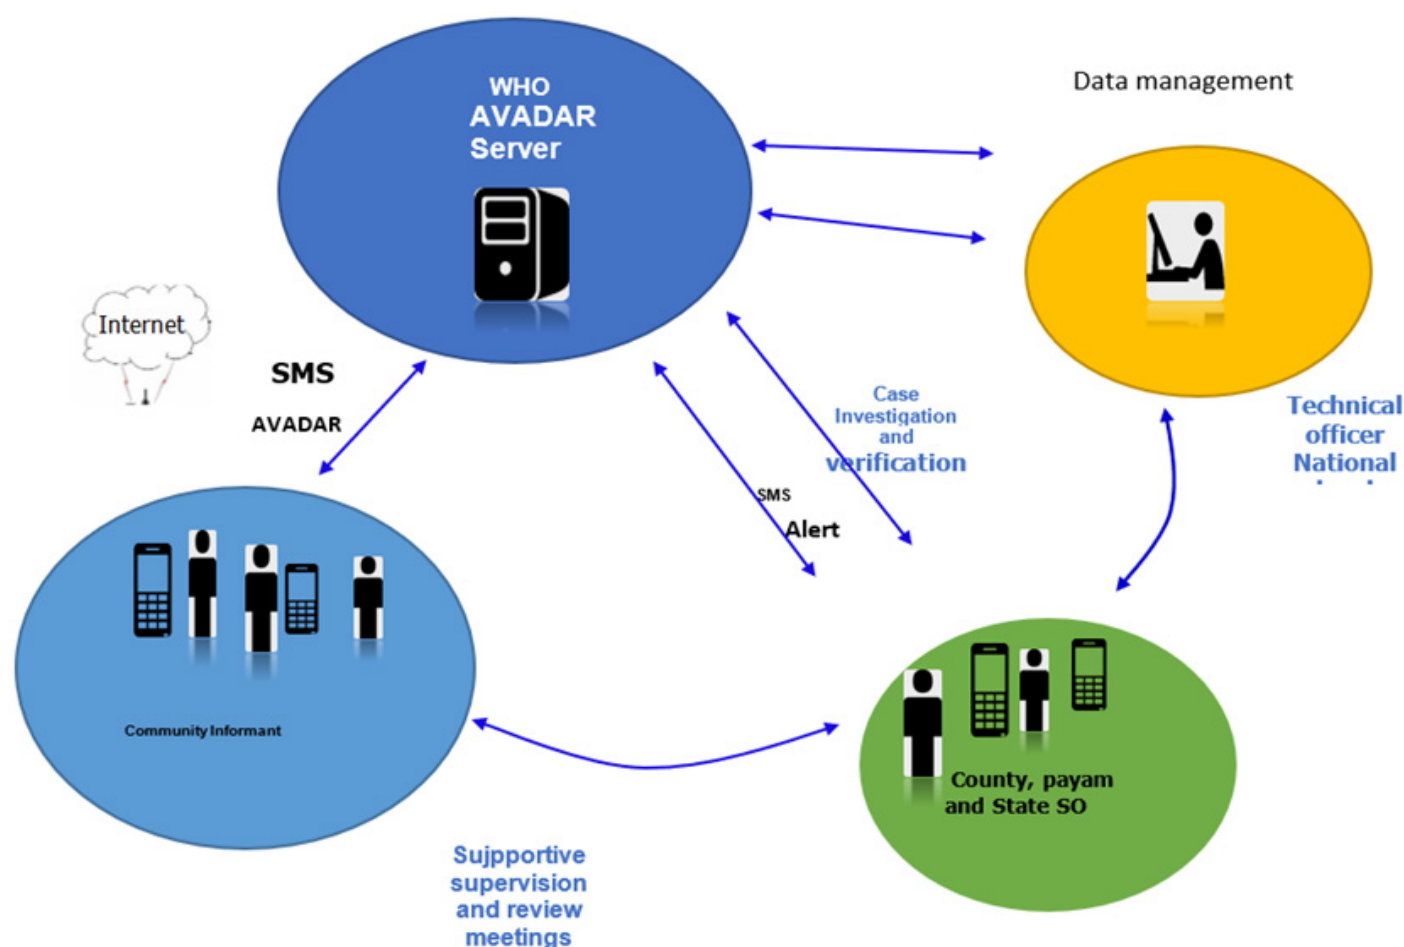 WHO
AVADAR
Server
Data management
Internet
SMS
AVADAR
Case
Investigation
and
verification
Technical
officer
National
SMS
Alert
Community Informant
County, payam
and State SO
Sujpportive
supervision
and review
meetings